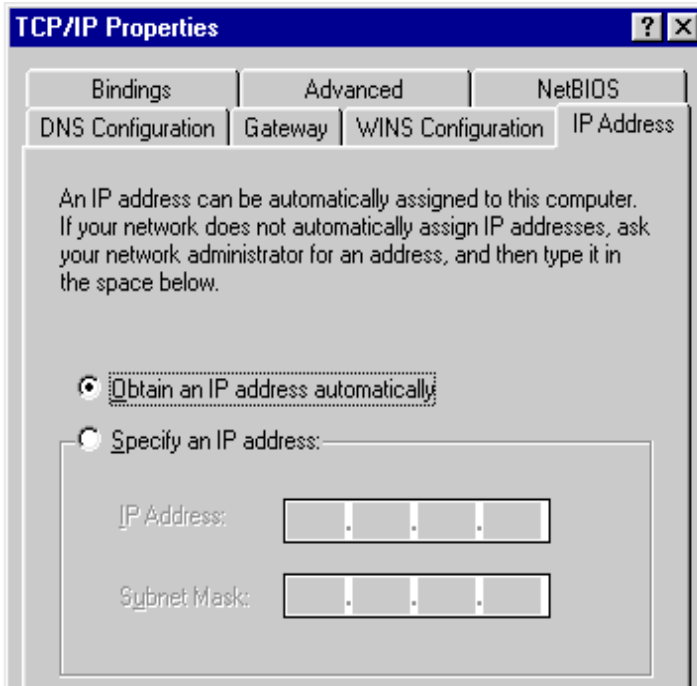 TCP/IP Properties
? X
Bindings Advanced NetBIOS
DNS Configuration Gateway WINS Configuration IP Address
An IP address can be automatically assigned to this computer.
If your network does not automatically assign IP addresses, ask
your network administrator for an address, and then type it in
the space below.
Obtain an IP address automatically
Specify an IP address:
IP Address:
. . .
Subnet Mask:
. . .